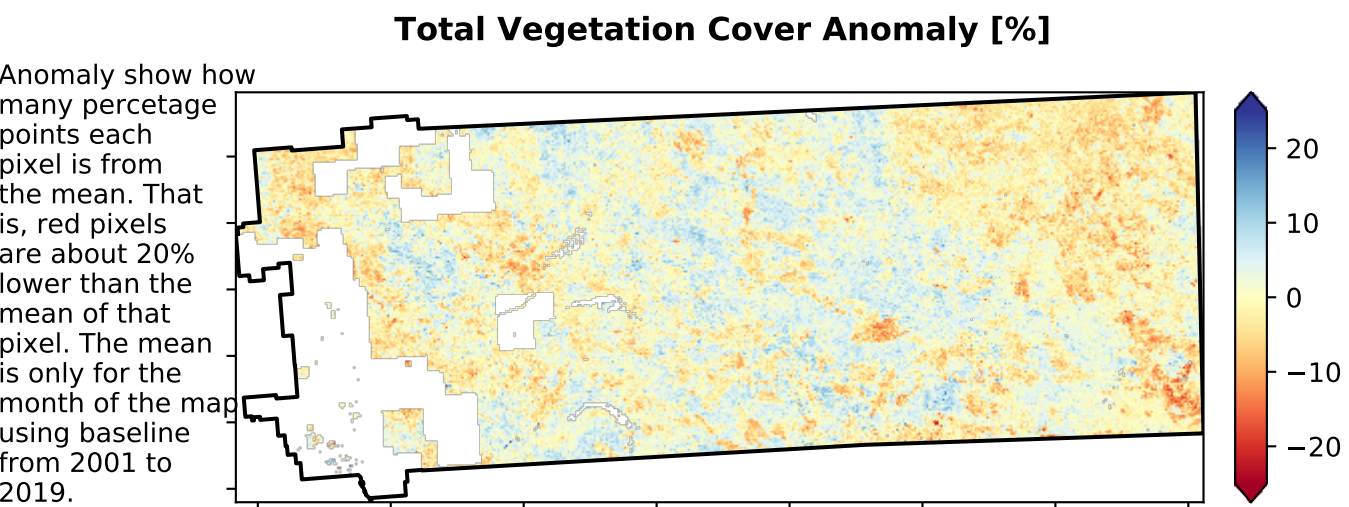 Total Vegetation Cover Anomaly [%]
Anomaly show how
many percetage
points each
pixel is from
the mean. That
is, red pixels
are about 20%
lower than the
mean of that
pixel. The mean
is only for the
month of the map
using baseline
from 2001 to
2019.
20
10
0
−10
−20